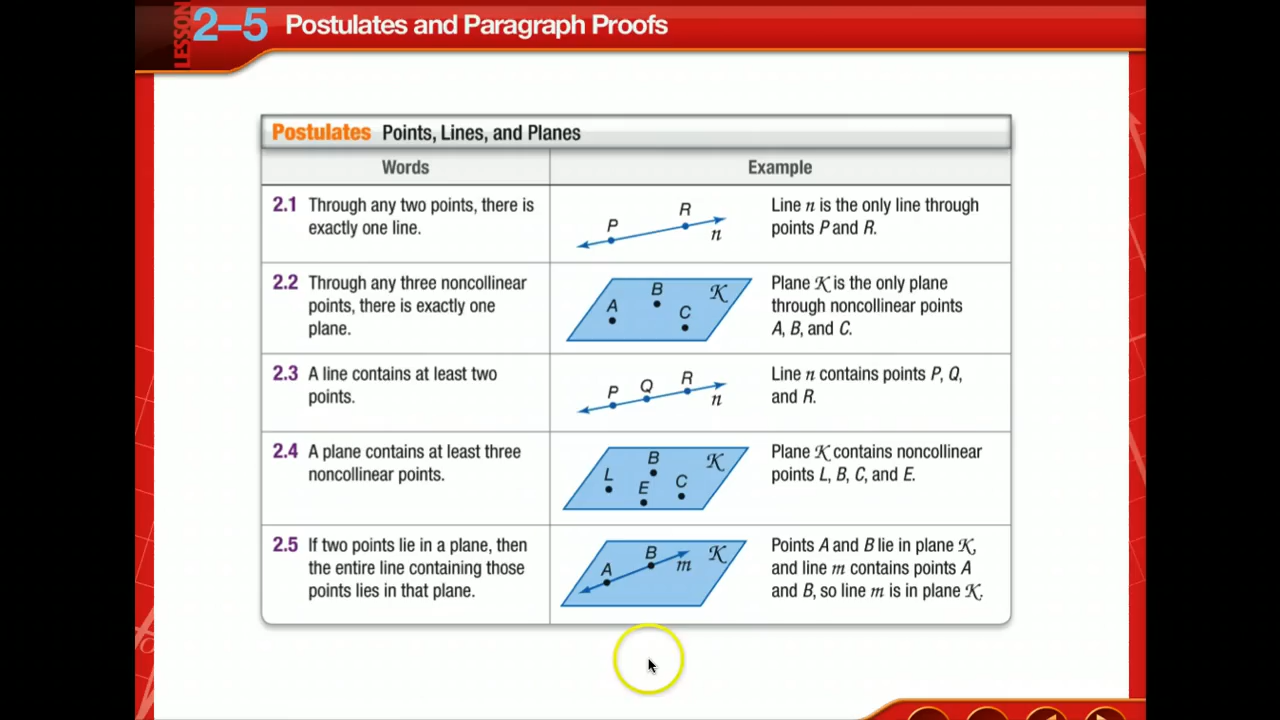 LESSON 2–5 Postulates and Paragraph Proofs
Postulates Points, Lines, and Planes
Words Example
2.1 Through any two points, there is
exactly one line.
P R n
Line n is the only line through
points P and R.
2.2 Through any three noncollinear
points, there is exactly one
plane.
A B C K
Plane K is the only plane
through noncollinear points
A, B, and C.
2.3 A line contains at least two
points.
P Q R n
Line n contains points P, Q,
and R.
2.4 A plane contains at least three
noncollinear points.
L B E C K
Plane K contains noncollinear
points L, B, C, and E.
2.5 If two points lie in a plane, then
the entire line containing those
points lies in that plane.
A B m K
Points A and B lie in plane K,
and line m contains points A
and B, so line m is in plane K.